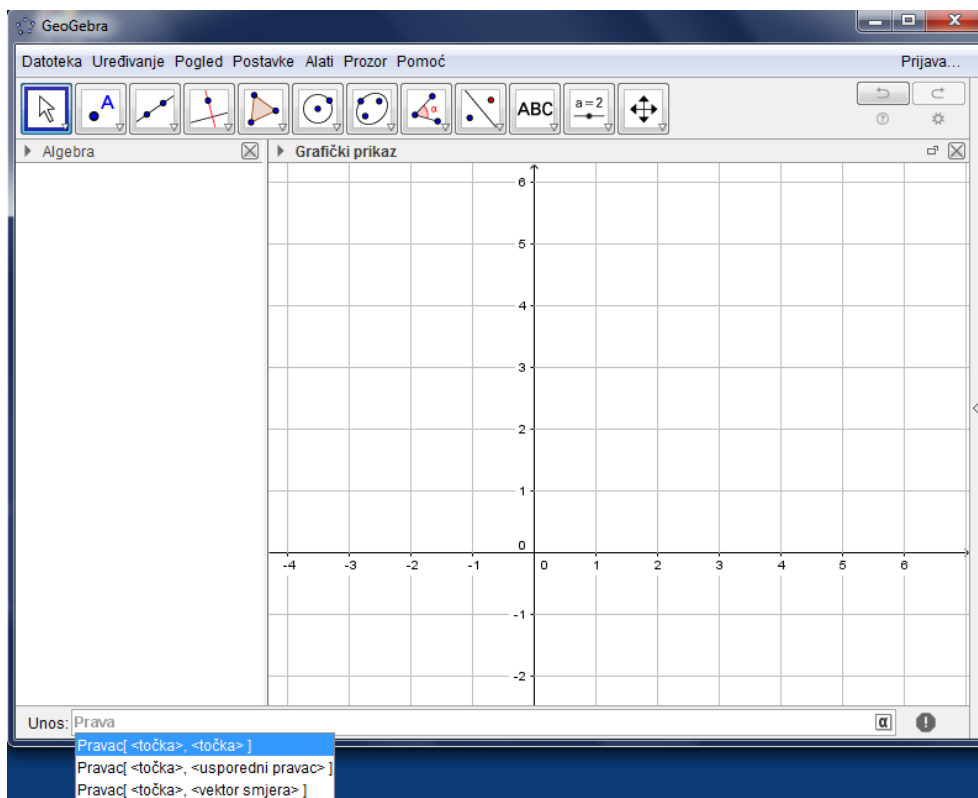 GeoGebra
Datoteka Uređivanje Pogled Postavke Alati Prozor Pomoć Prijava...
A α ABC a=2
Algebra Grafički prikaz
6
5
4
3
2
1
0
-4 -3 -2 -1 0 1 2 3 4 5 6
-1
-2
Unos: Prava α
Pravac[ <točka>, <točka> ]
Pravac[ <točka>, <usporedni pravac> ]
Pravac[ <točka>, <vektor smjera> ]